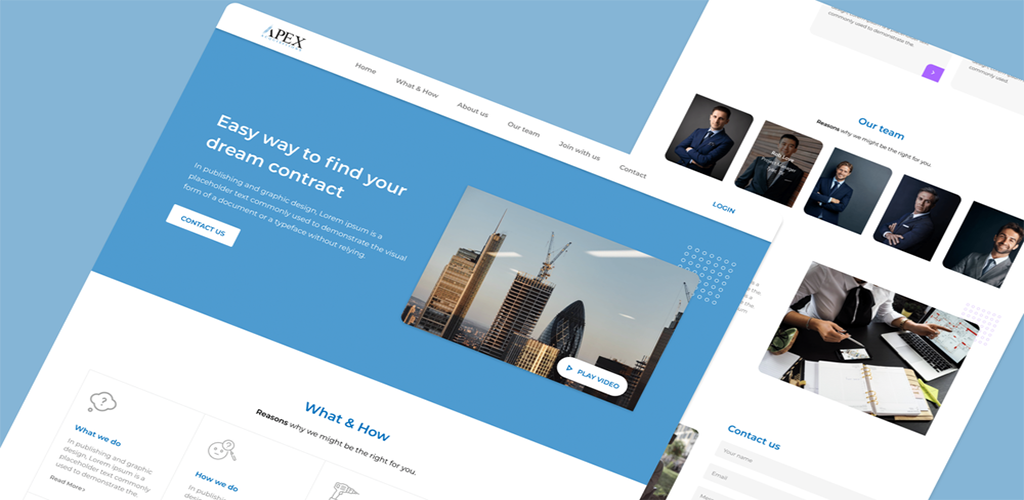 APEX
Home
What & How
About us
Our team
Join with us
Contact
LOGIN
Easy way to find your
dream contract
In publishing and graphic design, Lorem ipsum is a
placeholder text commonly used to demonstrate the visual
form of a document or a typeface without relying.
CONTACT US
PLAY VIDEO
What & How
Reasons why we might be the right for you.
What we do
In publishing and graphic
design, Lorem ipsum is a
placeholder text commonly
used to demonstrate the.
Read More>
How we do
In publishing
design, Lorem
commonly used to demonstrate
the.
commonly used.
Our team
Reasons why we might be the right for you.
Contact us
Your name
Email